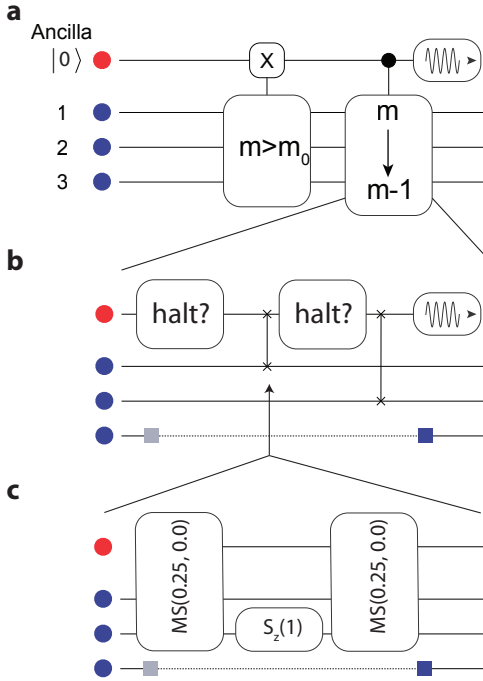 a
Ancilla
|0⟩ X
1 m
2 m>m₀
3 m-1
b
halt? halt?
c
MS(0.25, 0.0) MS(0.25, 0.0)
S_z(1)